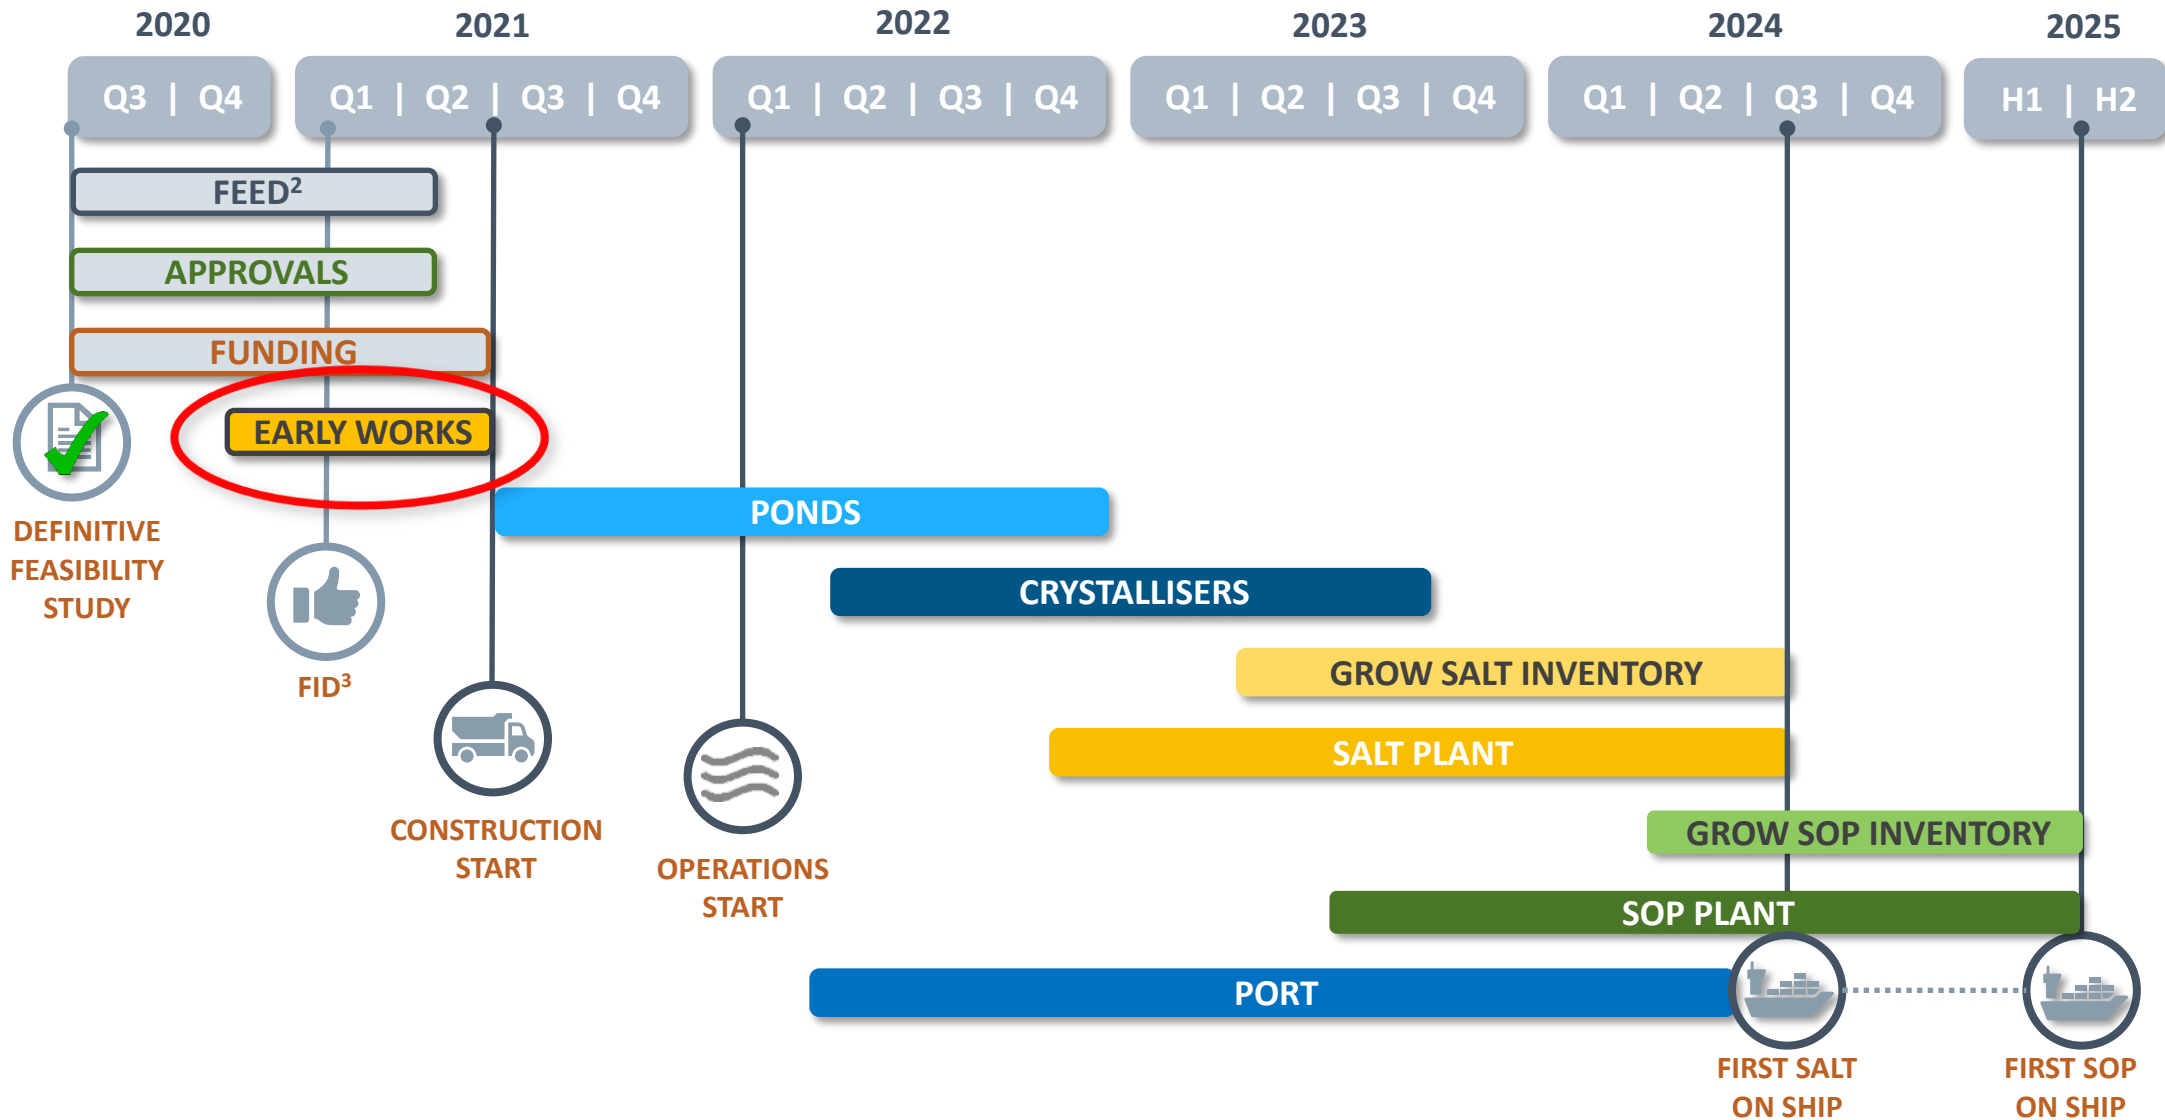 2020
2021
2022
2023
2024
2025
Q3 | Q4
Q1 | Q2 | Q3 | Q4
Q1 | Q2 | Q3 | Q4
Q1 | Q2 | Q3 | Q4
Q1 | Q2 | Q3 | Q4
H1 | H2
FEED²
APPROVALS
FUNDING
EARLY WORKS
DEFINITIVE
FEASIBILITY
STUDY
PONDS
CRYSTALLISERS
FID³
GROW SALT INVENTORY
SALT PLANT
CONSTRUCTION
START
OPERATIONS
START
GROW SOP INVENTORY
SOP PLANT
PORT
FIRST SALT
ON SHIP
FIRST SOP
ON SHIP